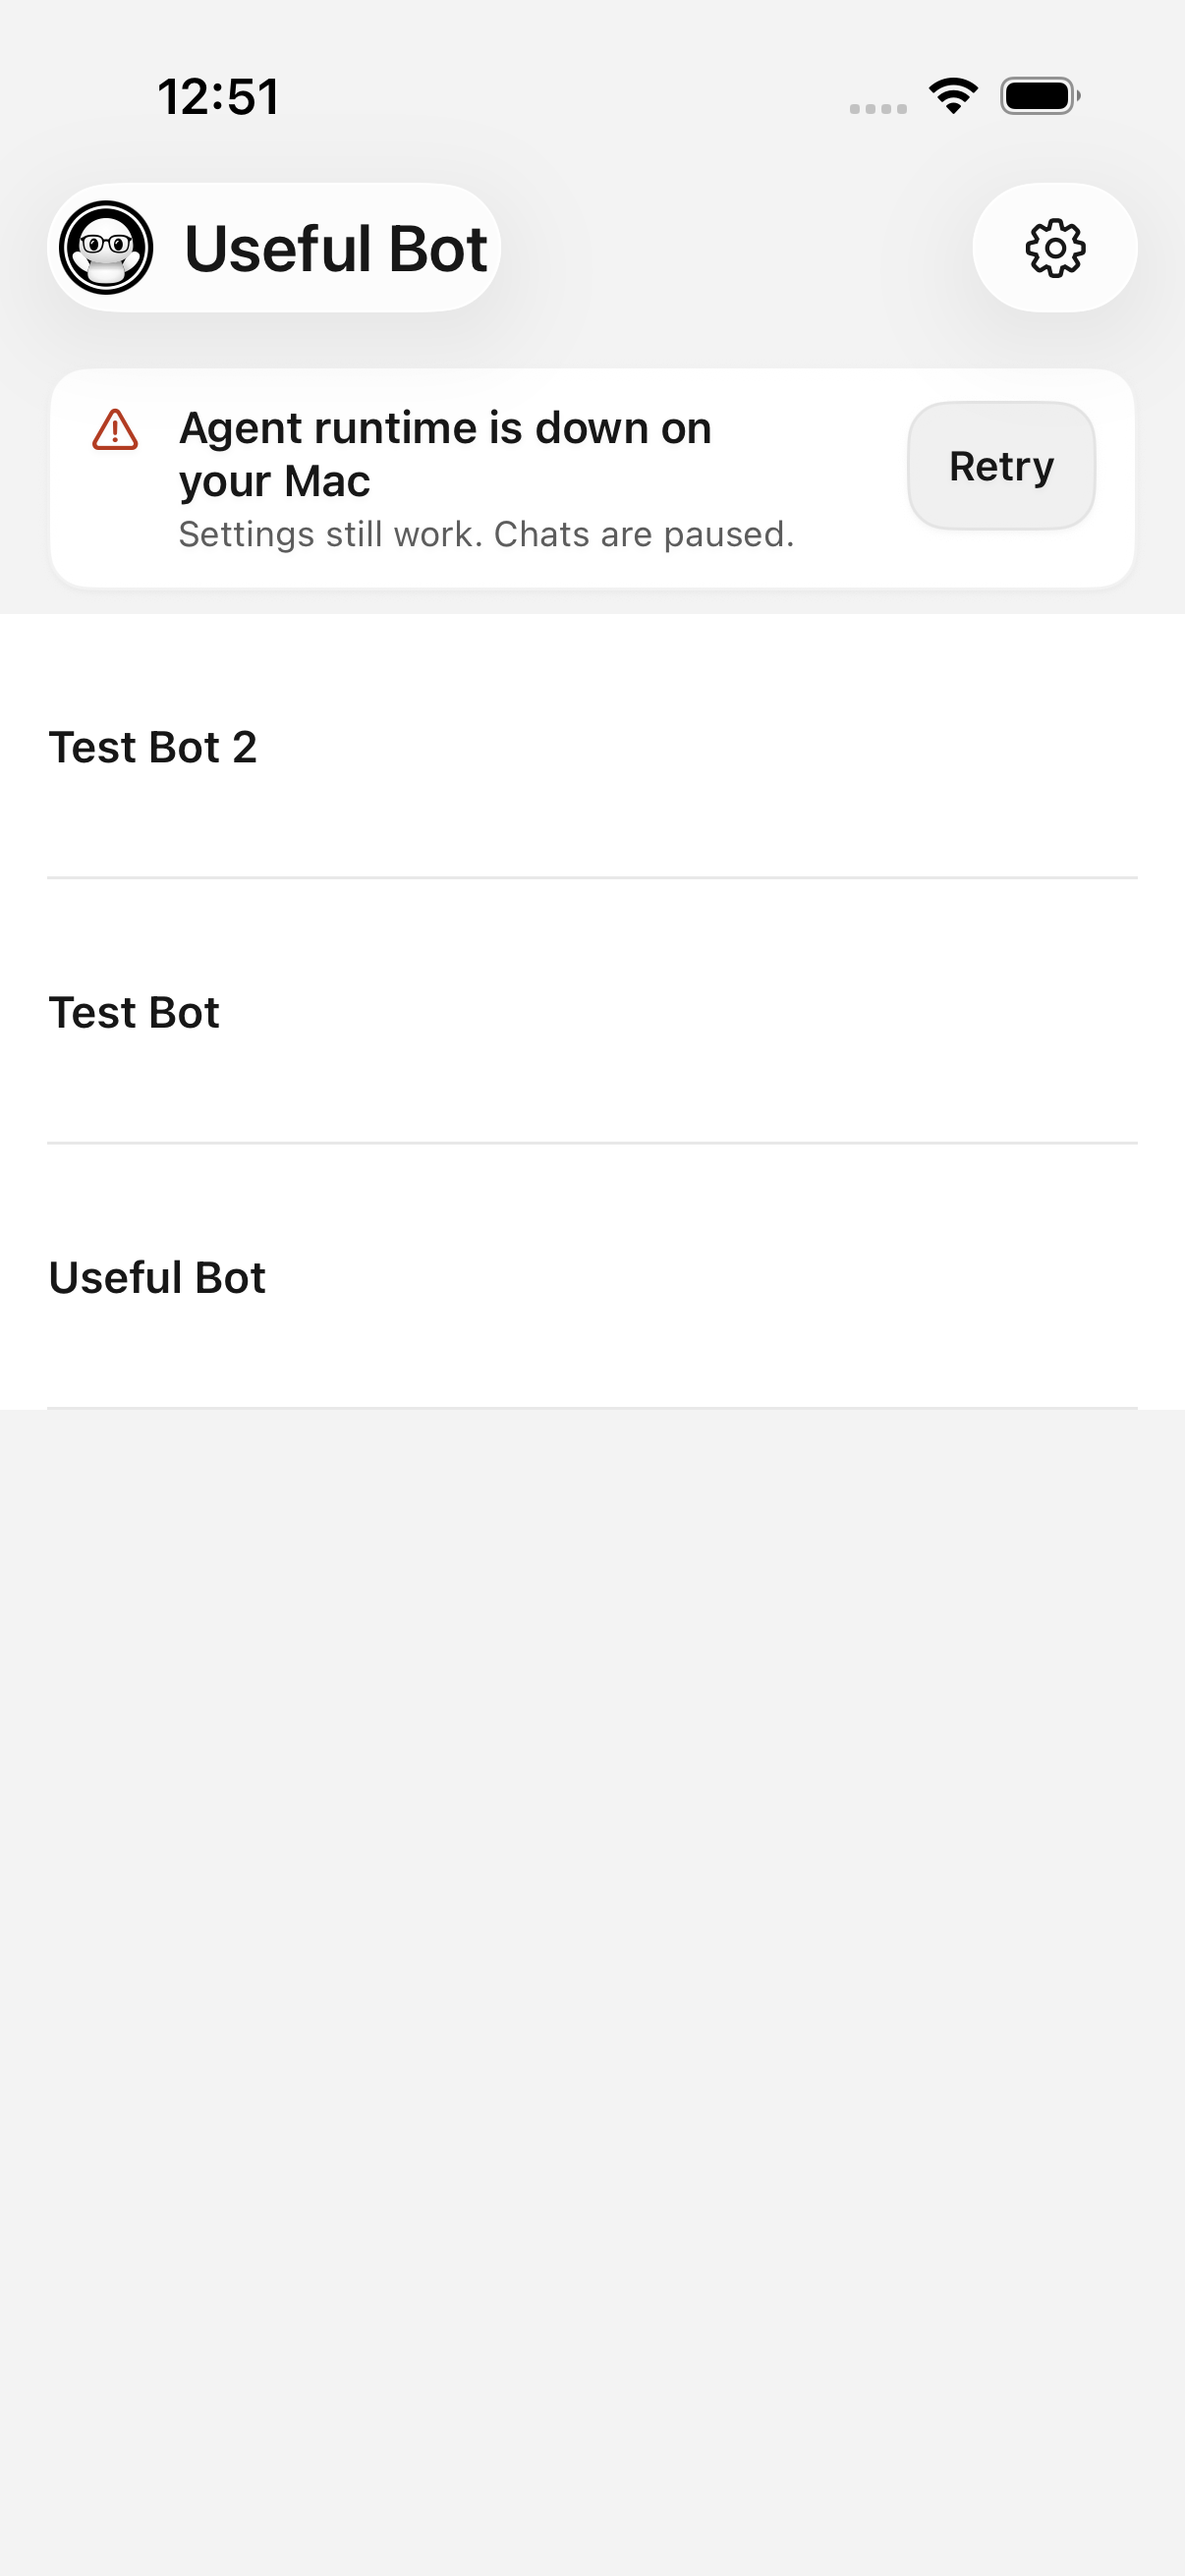 12:51
Useful Bot
Agent runtime is down on
your Mac
Settings still work. Chats are paused.
Retry
Test Bot 2
Test Bot
Useful Bot